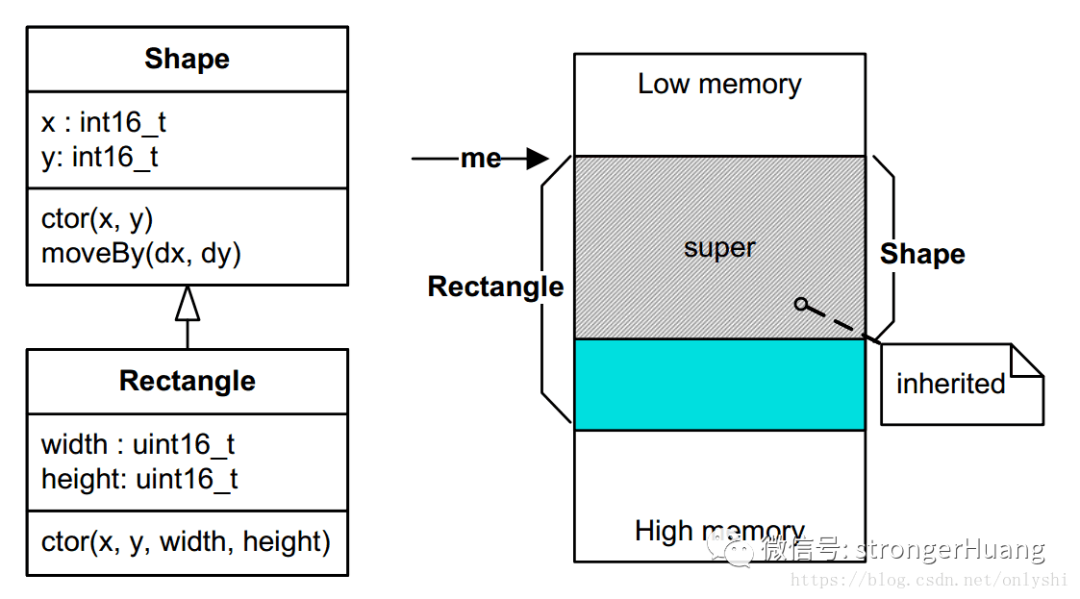 Shape
x : int16_t
y: int16_t
ctor(x, y)
moveBy(dx, dy)
Rectangle
width : uint16_t
height: uint16_t
ctor(x, y, width, height)
Low memory
me
super
Shape
Rectangle
inherited
High memory
微信号: strongerHuang
https://blog.csdn.net/onlyshi